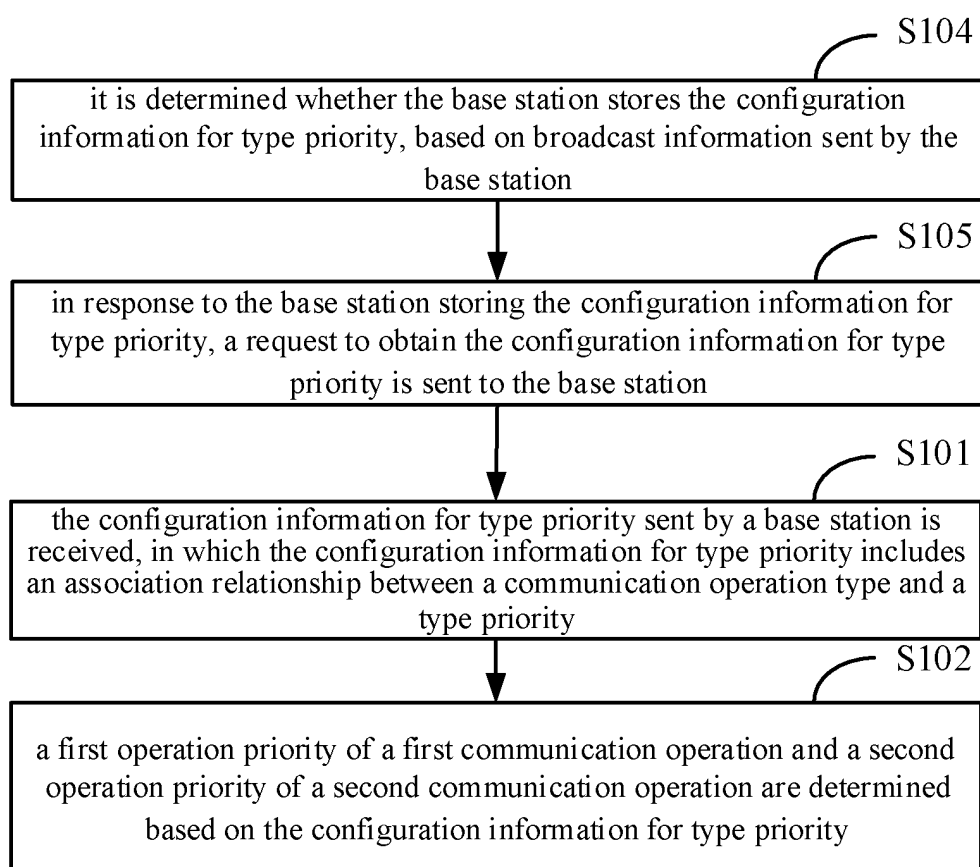 S104
it is determined whether the base station stores the configuration
information for type priority, based on broadcast information sent by the
base station
S105
in response to the base station storing the configuration information for
type priority, a request to obtain the configuration information for type
priority is sent to the base station
S101
the configuration information for type priority sent by a base station is
received, in which the configuration information for type priority includes
an association relationship between a communication operation type and a
type priority
S102
a first operation priority of a first communication operation and a second
operation priority of a second communication operation are determined
based on the configuration information for type priority